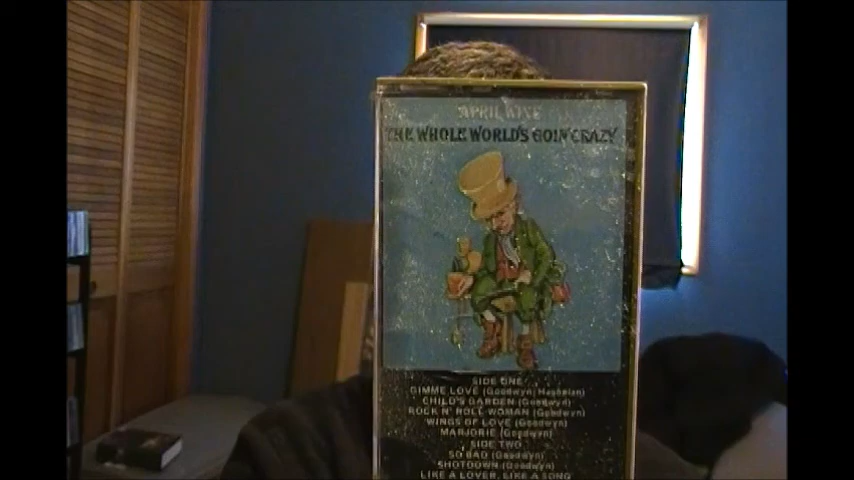 APRIL WINE
THE WHOLE WORLD'S GOIN' CRAZY
SIDE ONE
GIMME LOVE (Goodwyn, Henman)
CHILD'S GARDEN (Goodwyn)
ROCK N' ROLL WOMAN (Goodwyn)
WINGS OF LOVE (Goodwyn)
MARJORIE (Goodwyn)
SIDE TWO
SO BAD (Goodwyn)
SHOTDOWN (Goodwyn)
LIKE A LOVER, LIKE A SONG